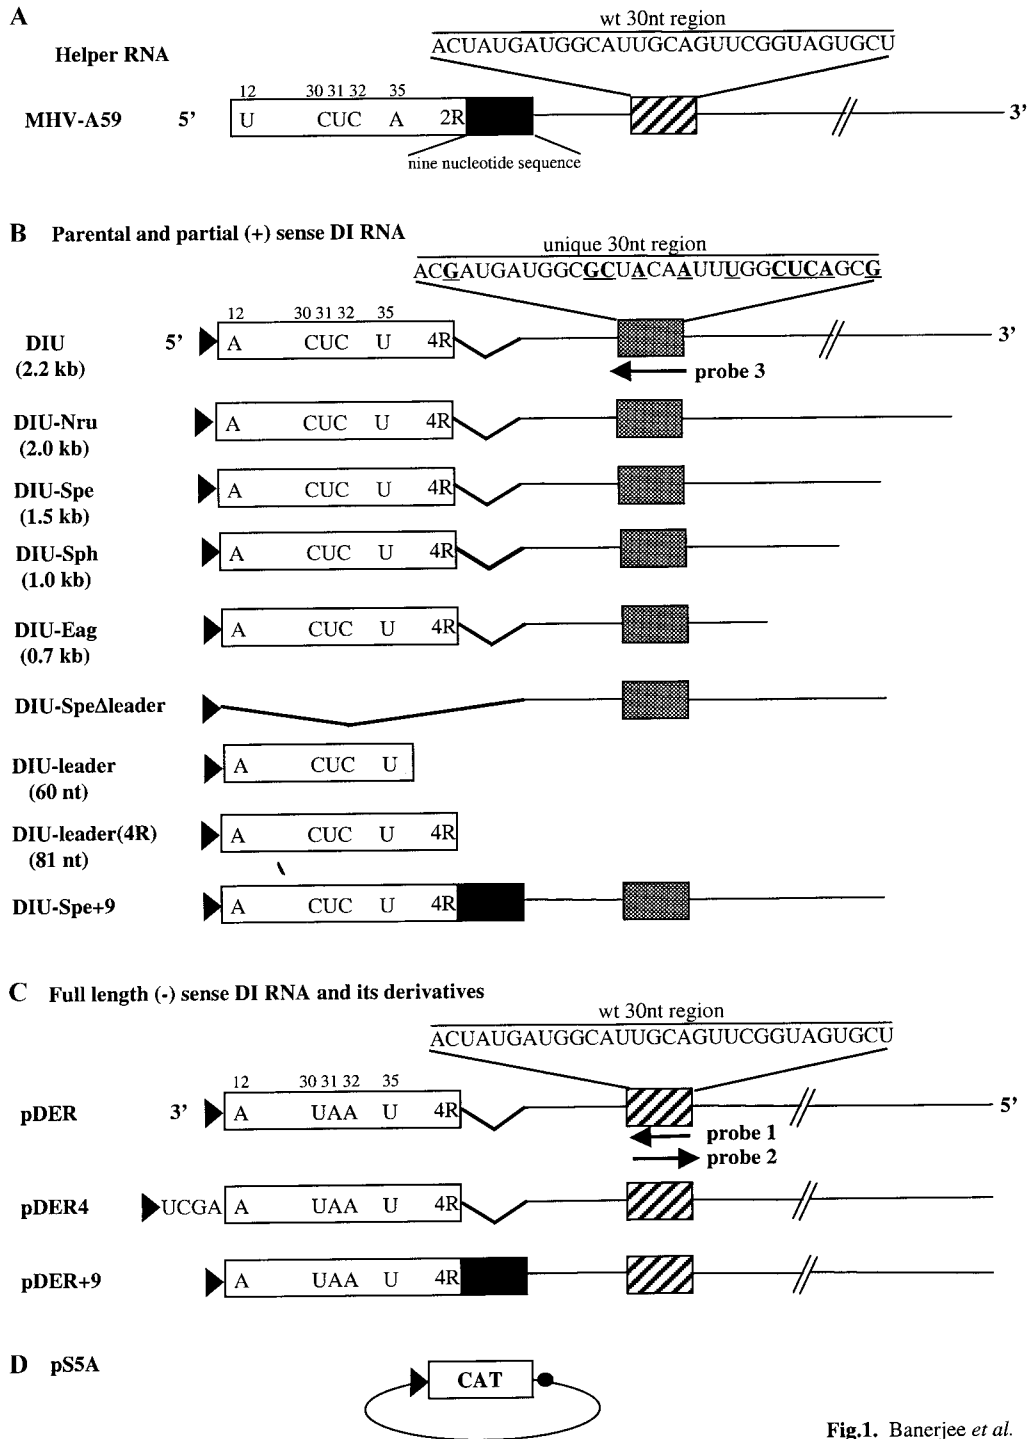 A
Helper RNA
wt 30nt region
ACUAUGAUGGCAUUGCAGUUCGGUAGUGCU
12 30 31 32 35
MHV-A59 5' U CUC A 2R 3'
nine nucleotide sequence
B Parental and partial (+) sense DI RNA
unique 30nt region
ACGAUGAUGGCGCUACAAUUUGGCUCAGCG
12 30 31 32 35
DIU 5' A CUC U 4R 3'
(2.2 kb)
probe 3
DIU-Nru A CUC U 4R
(2.0 kb)
DIU-Spe A CUC U 4R
(1.5 kb)
DIU-Sph A CUC U 4R
(1.0 kb)
DIU-Eag A CUC U 4R
(0.7 kb)
DIU-SpeΔleader
DIU-leader A CUC U
(60 nt)
DIU-leader(4R) A CUC U 4R
(81 nt)
DIU-Spe+9 A CUC U 4R
C Full length (-) sense DI RNA and its derivatives
wt 30nt region
ACUAUGAUGGCAUUGCAGUUCGGUAGUGCU
12 30 31 32 35
pDER 3' A UAA U 4R 5'
probe 1
probe 2
pDER4 UCGA A UAA U 4R
pDER+9 A UAA U 4R
D pS5A
CAT
Fig.1. Banerjee et al.